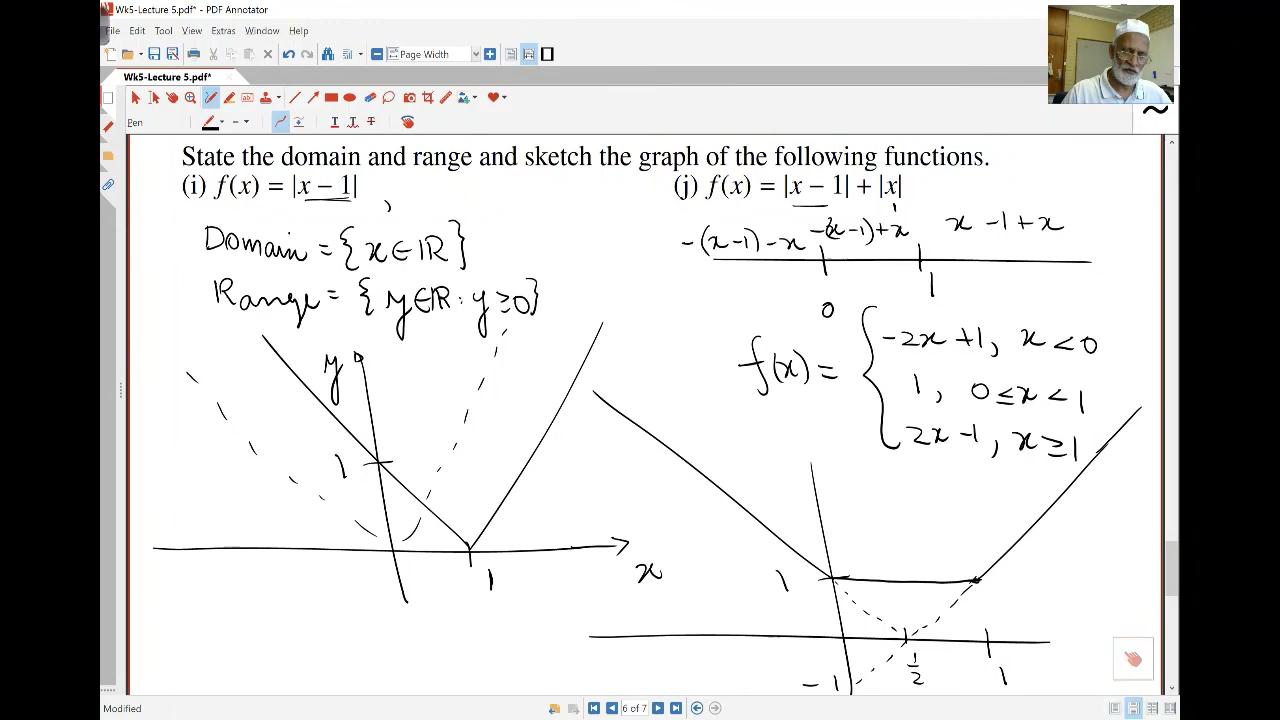 Wk5-Lecture 5.pdf* - PDF Annotator
File Edit Tool View Extras Window Help
Page Width
Wk5-Lecture 5.pdf*
Pen
State the domain and range and sketch the graph of the following functions.
(i) f(x) = |x − 1|
Domain = {x ∈ ℝ}
Range = {y ∈ ℝ : y ≥ 0}
y
1
1
x
(j) f(x) = |x − 1| + |x|
-(x-1) - x -(x-1) + x x - 1 + x
0 1
f(x) = { -2x + 1, x < 0
1, 0 ≤ x < 1
2x - 1, x ≥ 1
1
1/2 1
-1
Modified
6 of 7